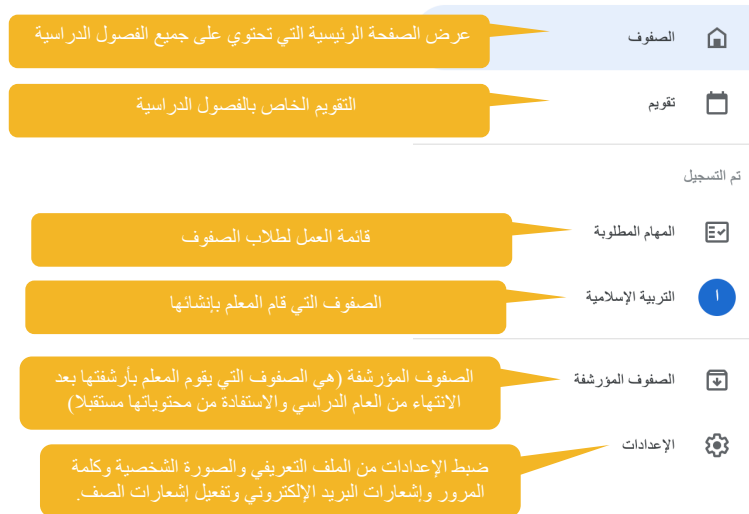 الصفوف
عرض الصفحة الرئيسية التي تحتوي على جميع الفصول الدراسية
تقويم
التقويم الخاص بالفصول الدراسية
تم التسجيل
المهام المطلوبة
قائمة العمل لطلاب الصفوف
ا
التربية الإسلامية
الصفوف التي قام المعلم بإنشائها
الصفوف المؤرشفة
الصفوف المؤرشفة (هي الصفوف التي يقوم المعلم بأرشفتها بعد
الانتهاء من العام الدراسي والاستفادة من محتوياتها مستقبلا)
الإعدادات
ضبط الإعدادات من الملف التعريفي والصورة الشخصية وكلمة
المرور وإشعارات البريد الإلكتروني وتفعيل إشعارات الصف.